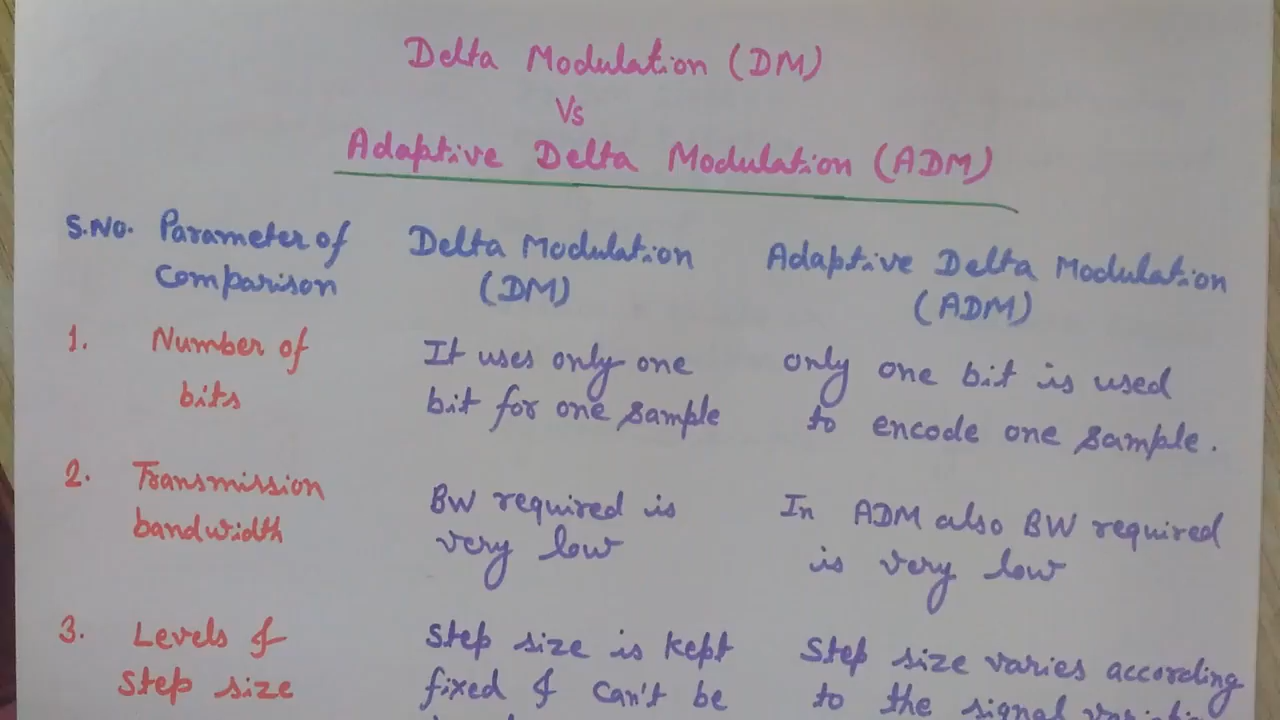 Delta Modulation (DM)
Vs
Adaptive Delta Modulation (ADM)
S.No. Parameter of comparison
Delta Modulation (DM)
Adaptive Delta Modulation (ADM)
1. Number of bits
It uses only one
bit for one sample
only one bit is used
to encode one sample.
2. Transmission
bandwidth
BW required is
very low
In ADM also BW required
is very low
3. Levels &
step size
Step size is kept
fixed & can't be
Step size varies according
to the signal